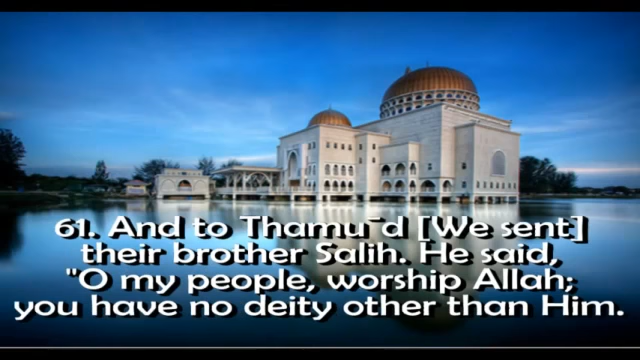 61. And to Thamu¯d [We sent]
their brother Salih. He said,
"O my people, worship Allah;
you have no deity other than Him.